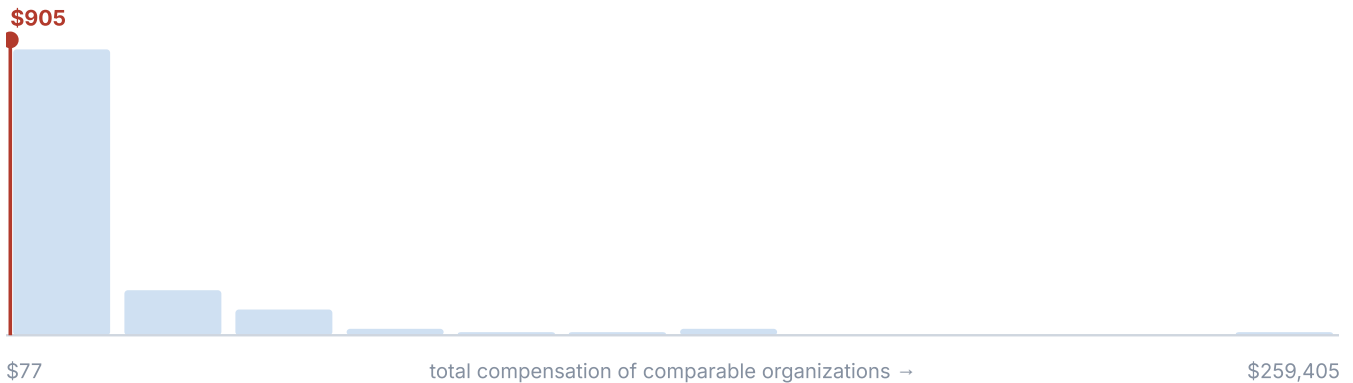 $905
$77 total compensation of comparable organizations → $259,405